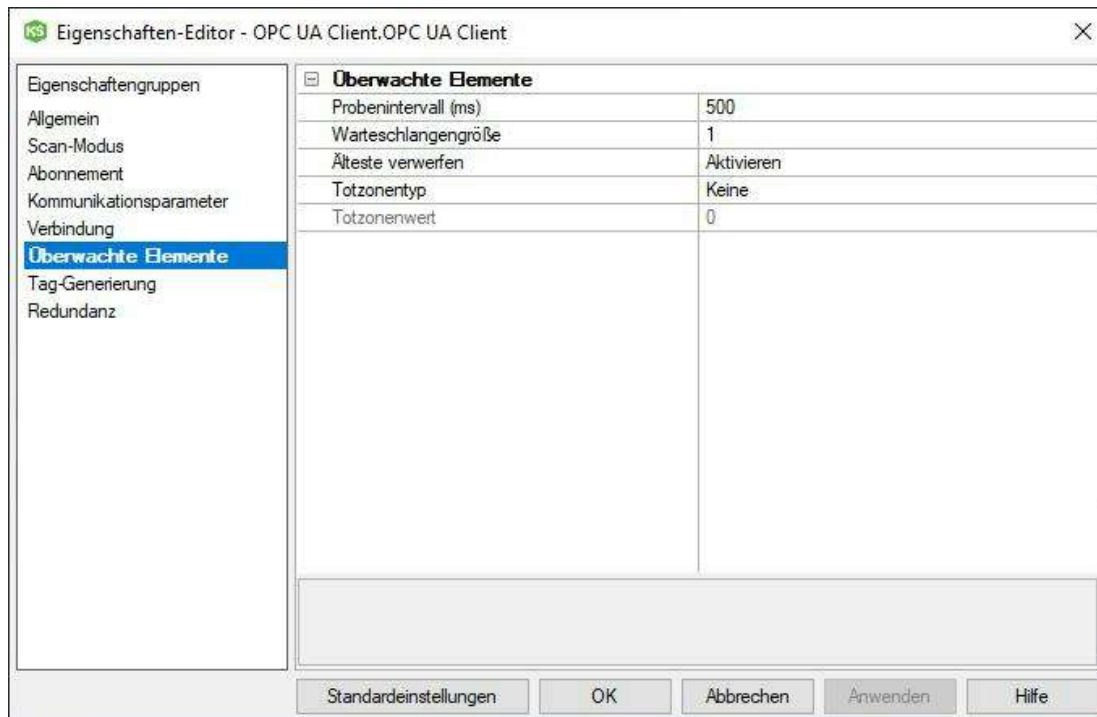 KS Eigenschaften-Editor - OPC UA Client.OPC UA Client
Eigenschaftengruppen
Allgemein
Scan-Modus
Abonnement
Kommunikationsparameter
Verbindung
Überwachte Elemente
Tag-Generierung
Redundanz
Überwachte Elemente
Probenintervall (ms) 500
Warteschlangengröße 1
Älteste verwerfen Aktivieren
Totzonentyp Keine
Totzonenwert 0
Standardeinstellungen OK Abbrechen Anwenden Hilfe